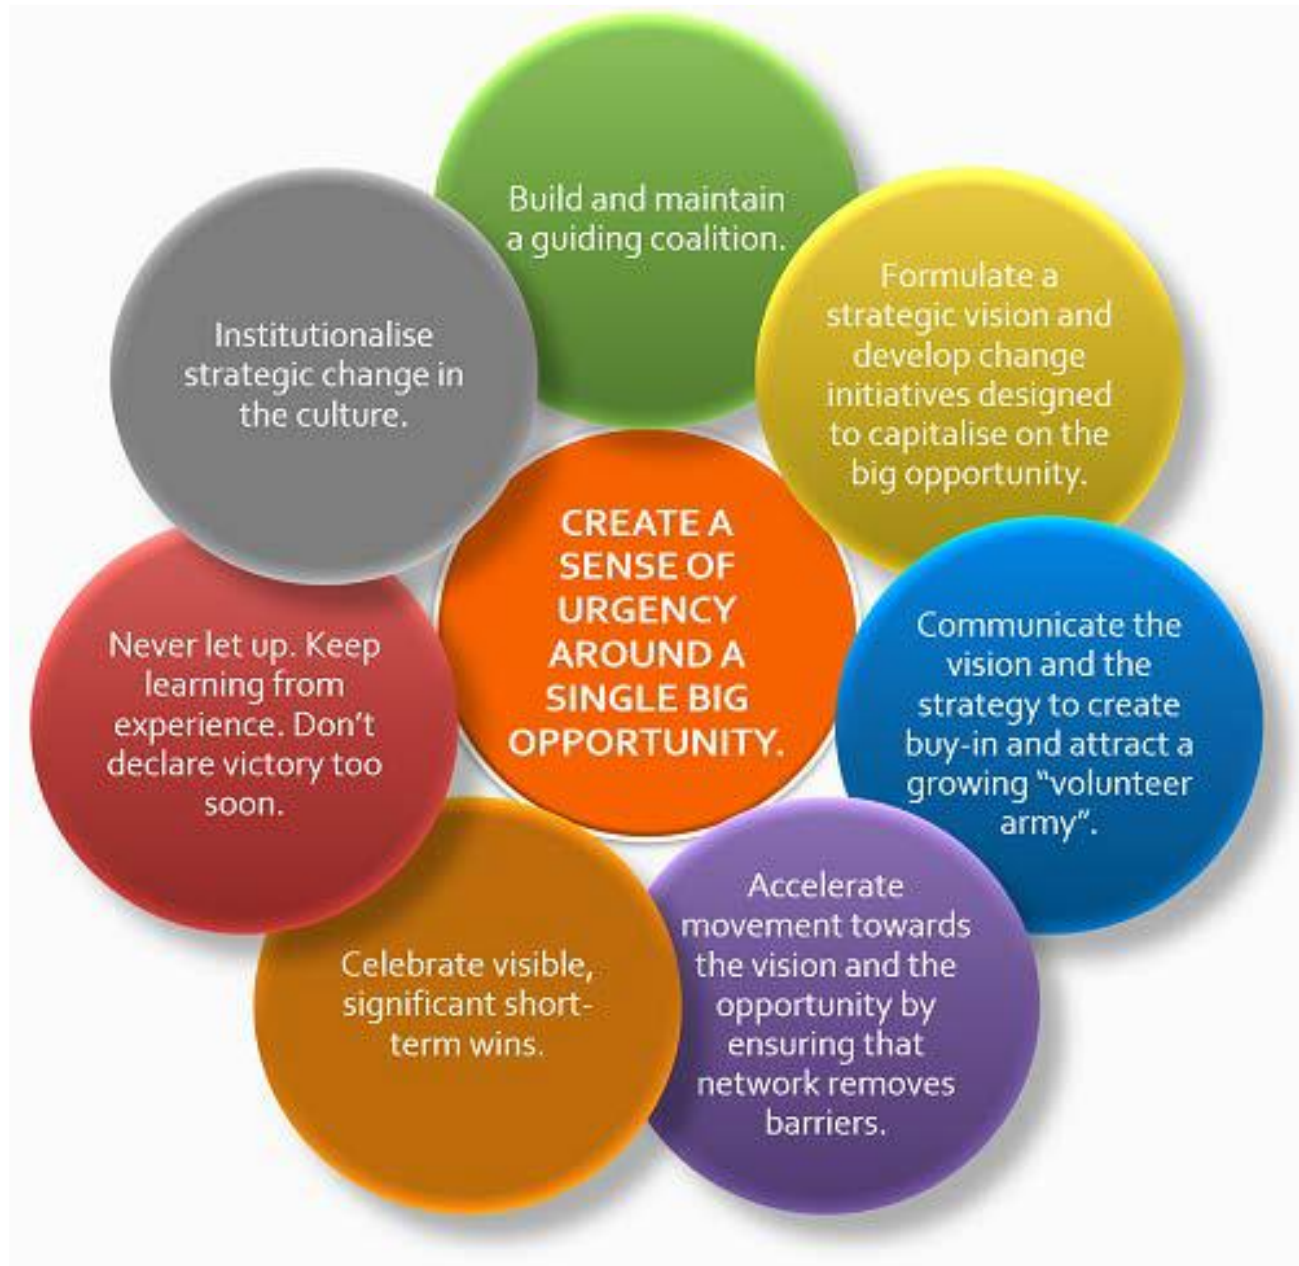 Build and maintain
a guiding coalition.
Formulate a
strategic vision and
develop change
initiatives designed
to capitalise on the
big opportunity.
Communicate the
vision and the
strategy to create
buy-in and attract a
growing “volunteer
army”.
Accelerate
movement towards
the vision and the
opportunity by
ensuring that
network removes
barriers.
Celebrate visible,
significant short-
term wins.
Never let up. Keep
learning from
experience. Don’t
declare victory too
soon.
Institutionalise
strategic change in
the culture.
CREATE A
SENSE OF
URGENCY
AROUND A
SINGLE BIG
OPPORTUNITY.